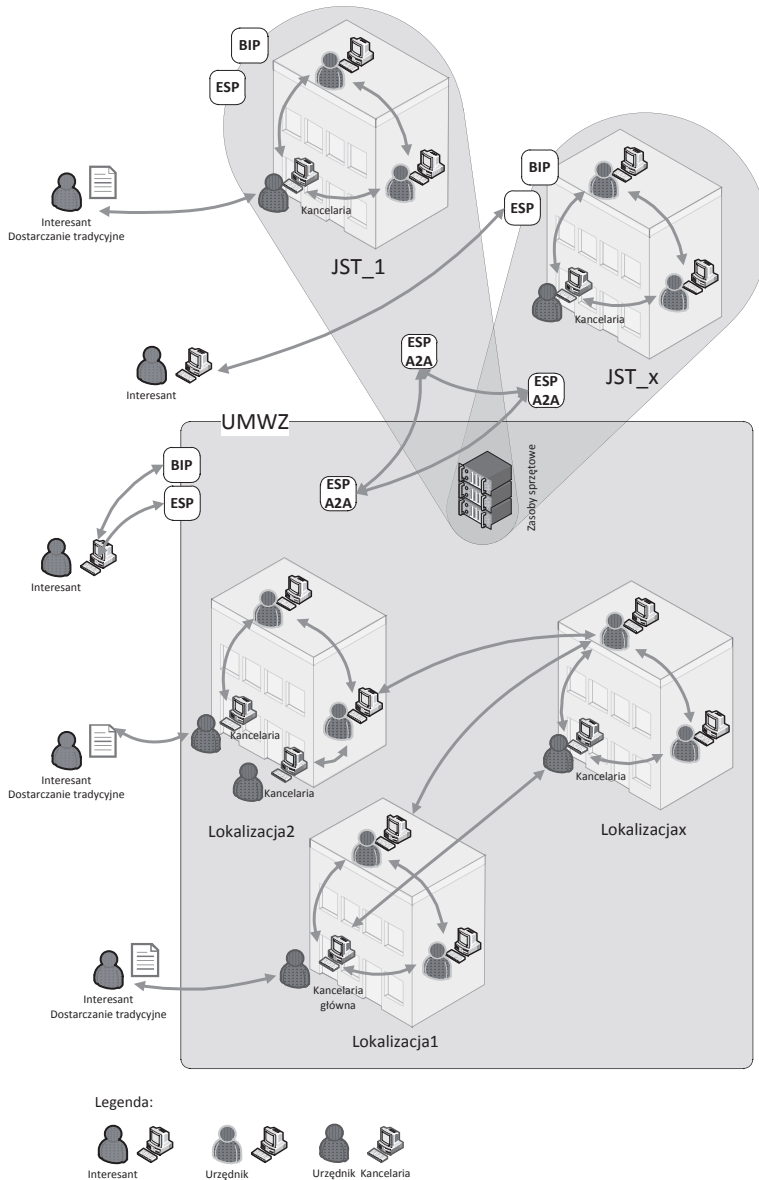 BIP
ESP
Kancelaria
Interesant
Dostarczanie tradycyjne
JST_1
BIP
ESP
Kancelaria
JST_x
Interesant
ESP
A2A
ESP
A2A
UMWZ
BIP
ESP
ESP
A2A
Zasoby sprzętowe
Interesant
Kancelaria
Kancelaria
Interesant
Dostarczanie tradycyjne
Lokalizacja2
Kancelaria
Lokalizacjax
Kancelaria
główna
Interesant
Dostarczanie tradycyjne
Lokalizacja1
Legenda:
Interesant
Urzędnik
Urzędnik Kancelaria